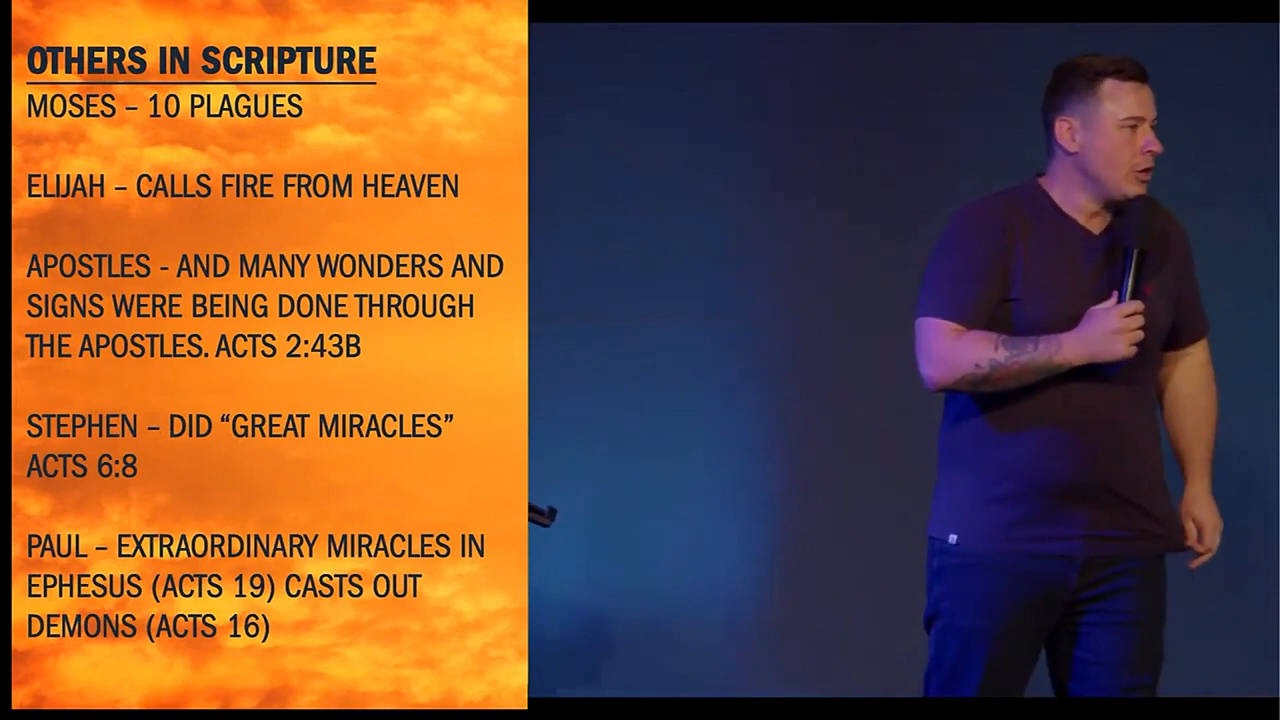 OTHERS IN SCRIPTURE
MOSES – 10 PLAGUES
ELIJAH – CALLS FIRE FROM HEAVEN
APOSTLES - AND MANY WONDERS AND
SIGNS WERE BEING DONE THROUGH
THE APOSTLES. ACTS 2:43B
STEPHEN – DID “GREAT MIRACLES”
ACTS 6:8
PAUL – EXTRAORDINARY MIRACLES IN
EPHESUS (ACTS 19) CASTS OUT
DEMONS (ACTS 16)